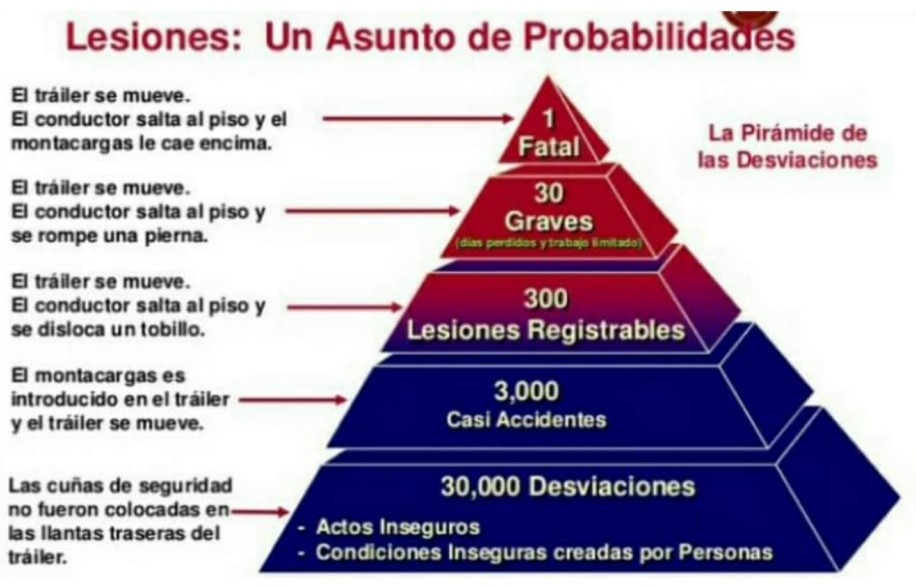 Lesiones: Un Asunto de Probabilidades
El tráiler se mueve.
El conductor salta al piso y el
montacargas le cae encima.
1
Fatal
La Pirámide de
las Desviaciones
El tráiler se mueve.
El conductor salta al piso y
se rompe una pierna.
30
Graves
(días perdidos y trabajo limitado)
El tráiler se mueve.
El conductor salta al piso y
se disloca un tobillo.
300
Lesiones Registrables
El montacargas es
introducido en el tráiler
y el tráiler se mueve.
3,000
Casi Accidentes
Las cuñas de seguridad
no fueron colocadas en
las llantas traseras del
tráiler.
30,000 Desviaciones
- Actos Inseguros
- Condiciones Inseguras creadas por Personas